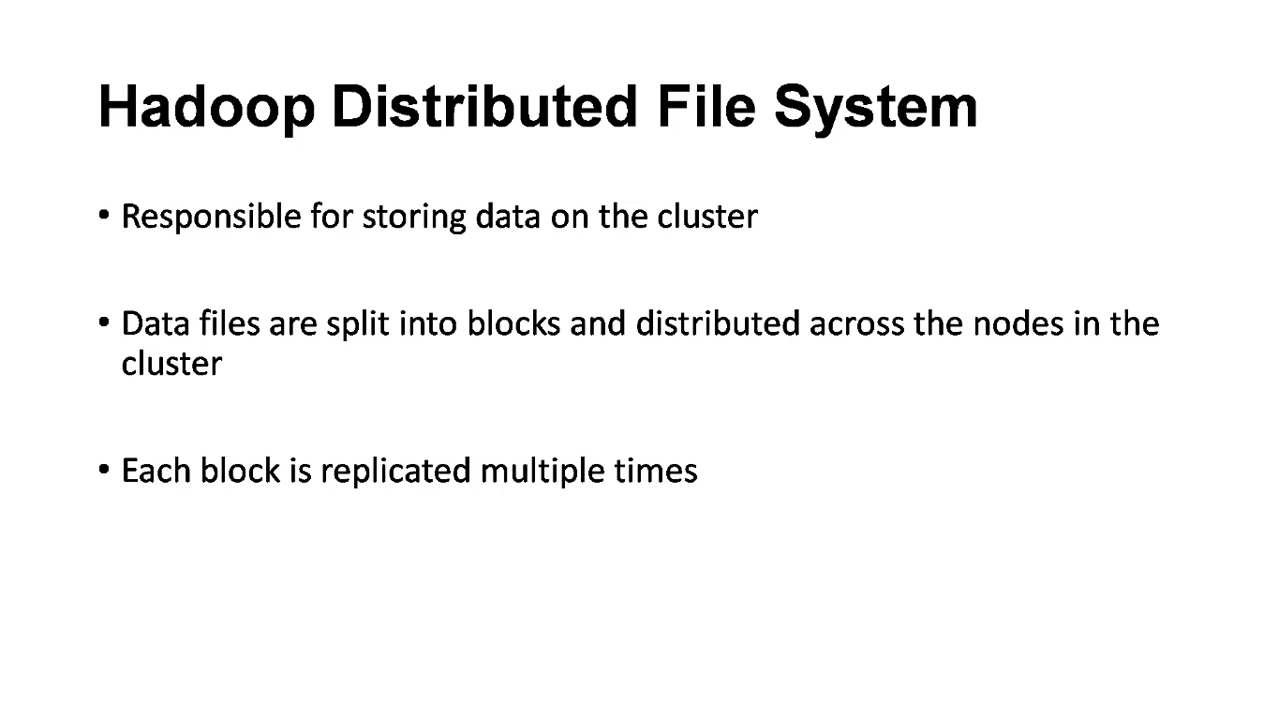 Hadoop Distributed File System
• Responsible for storing data on the cluster
• Data files are split into blocks and distributed across the nodes in the
cluster
• Each block is replicated multiple times